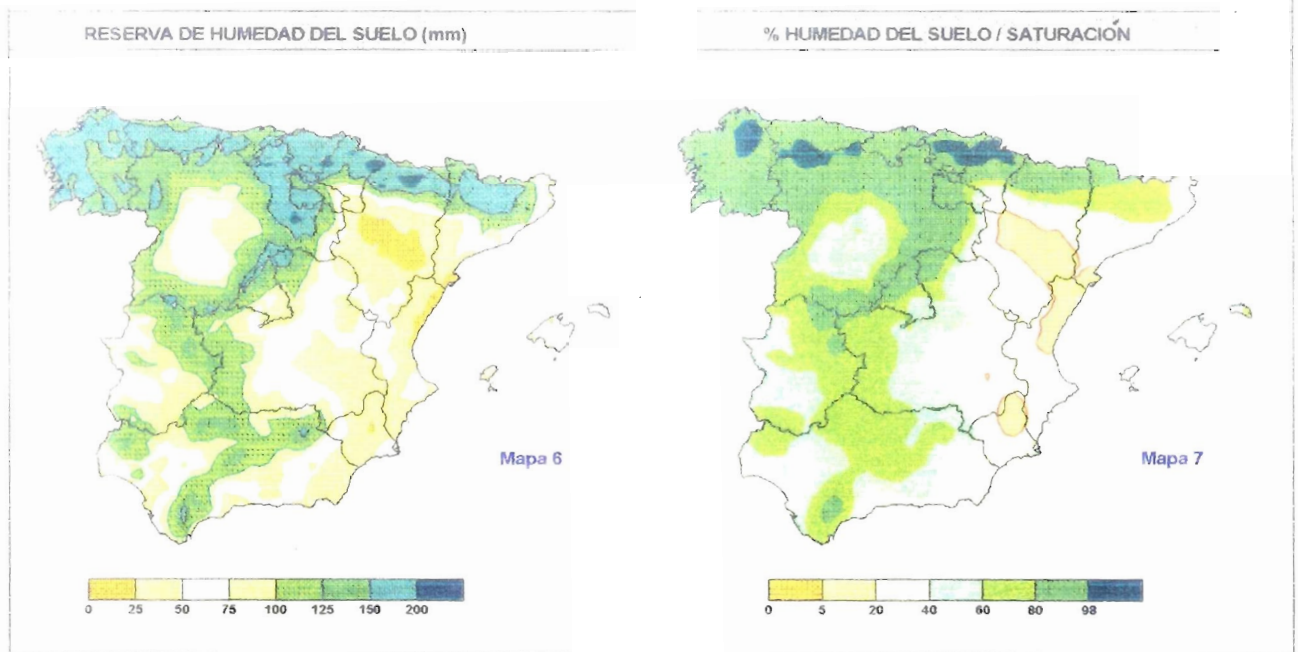 RESERVA DE HUMEDAD DEL SUELO (mm)
% HUMEDAD DEL SUELO / SATURACIÓN
Mapa 6
Mapa 7
0 25 50 75 100 125 150 200
0 5 20 40 60 80 98